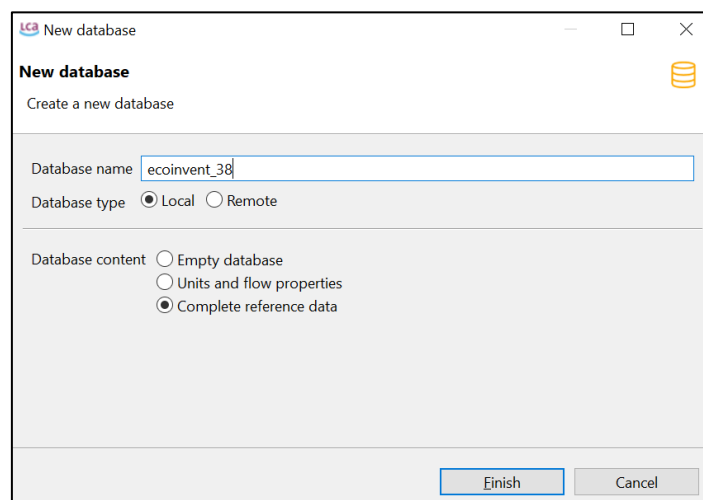 LCA New database
New database
Create a new database
Database name ecoinvent_38
Database type Local Remote
Database content Empty database
Units and flow properties
Complete reference data
Finish Cancel